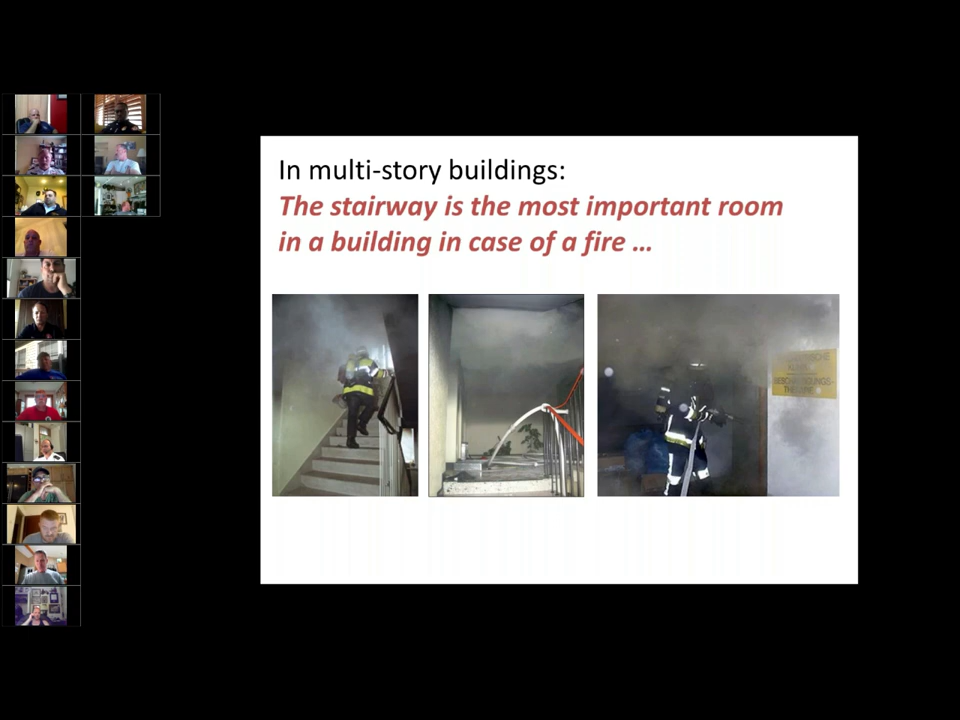 In multi-story buildings:
The stairway is the most important room
in a building in case of a fire …